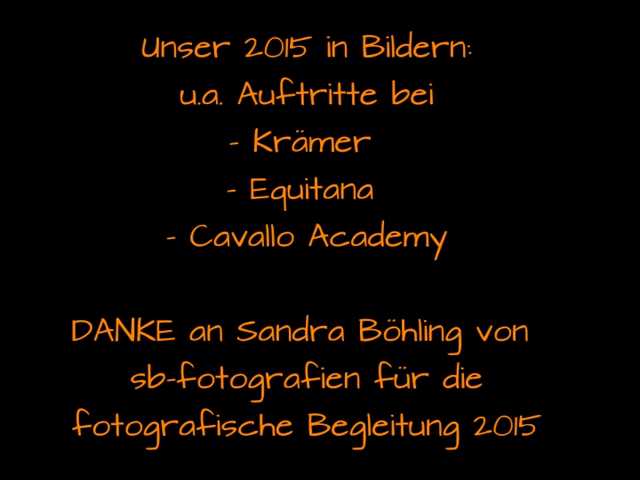 Unser 2015 in Bildern:
u.a. Auftritte bei
- Krämer
- Equitana
- Cavallo Academy
DANKE an Sandra Böhling von
sb-fotografien für die
fotografische Begleitung 2015